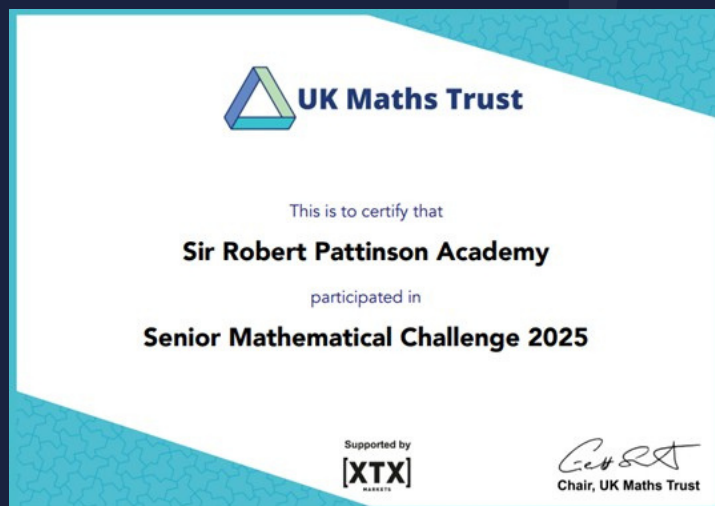 UK Maths Trust
This is to certify that
Sir Robert Pattinson Academy
participated in
Senior Mathematical Challenge 2025
Supported by
[XTX]
MARKETS
Chair, UK Maths Trust